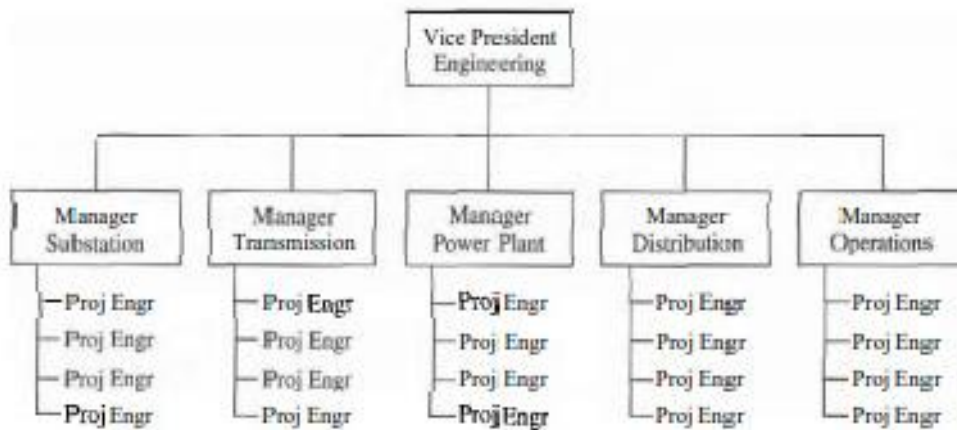 Vice President
Engineering
Manager
Substation
Proj Engr
Proj Engr
Proj Engr
Proj Engr
Manager
Transmission
Proj Engr
Proj Engr
Proj Engr
Proj Engr
Manager
Power Plant
Proj Engr
Proj Engr
Proj Engr
Proj Engr
Manager
Distribution
Proj Engr
Proj Engr
Proj Engr
Proj Engr
Manager
Operations
Proj Engr
Proj Engr
Proj Engr
Proj Engr